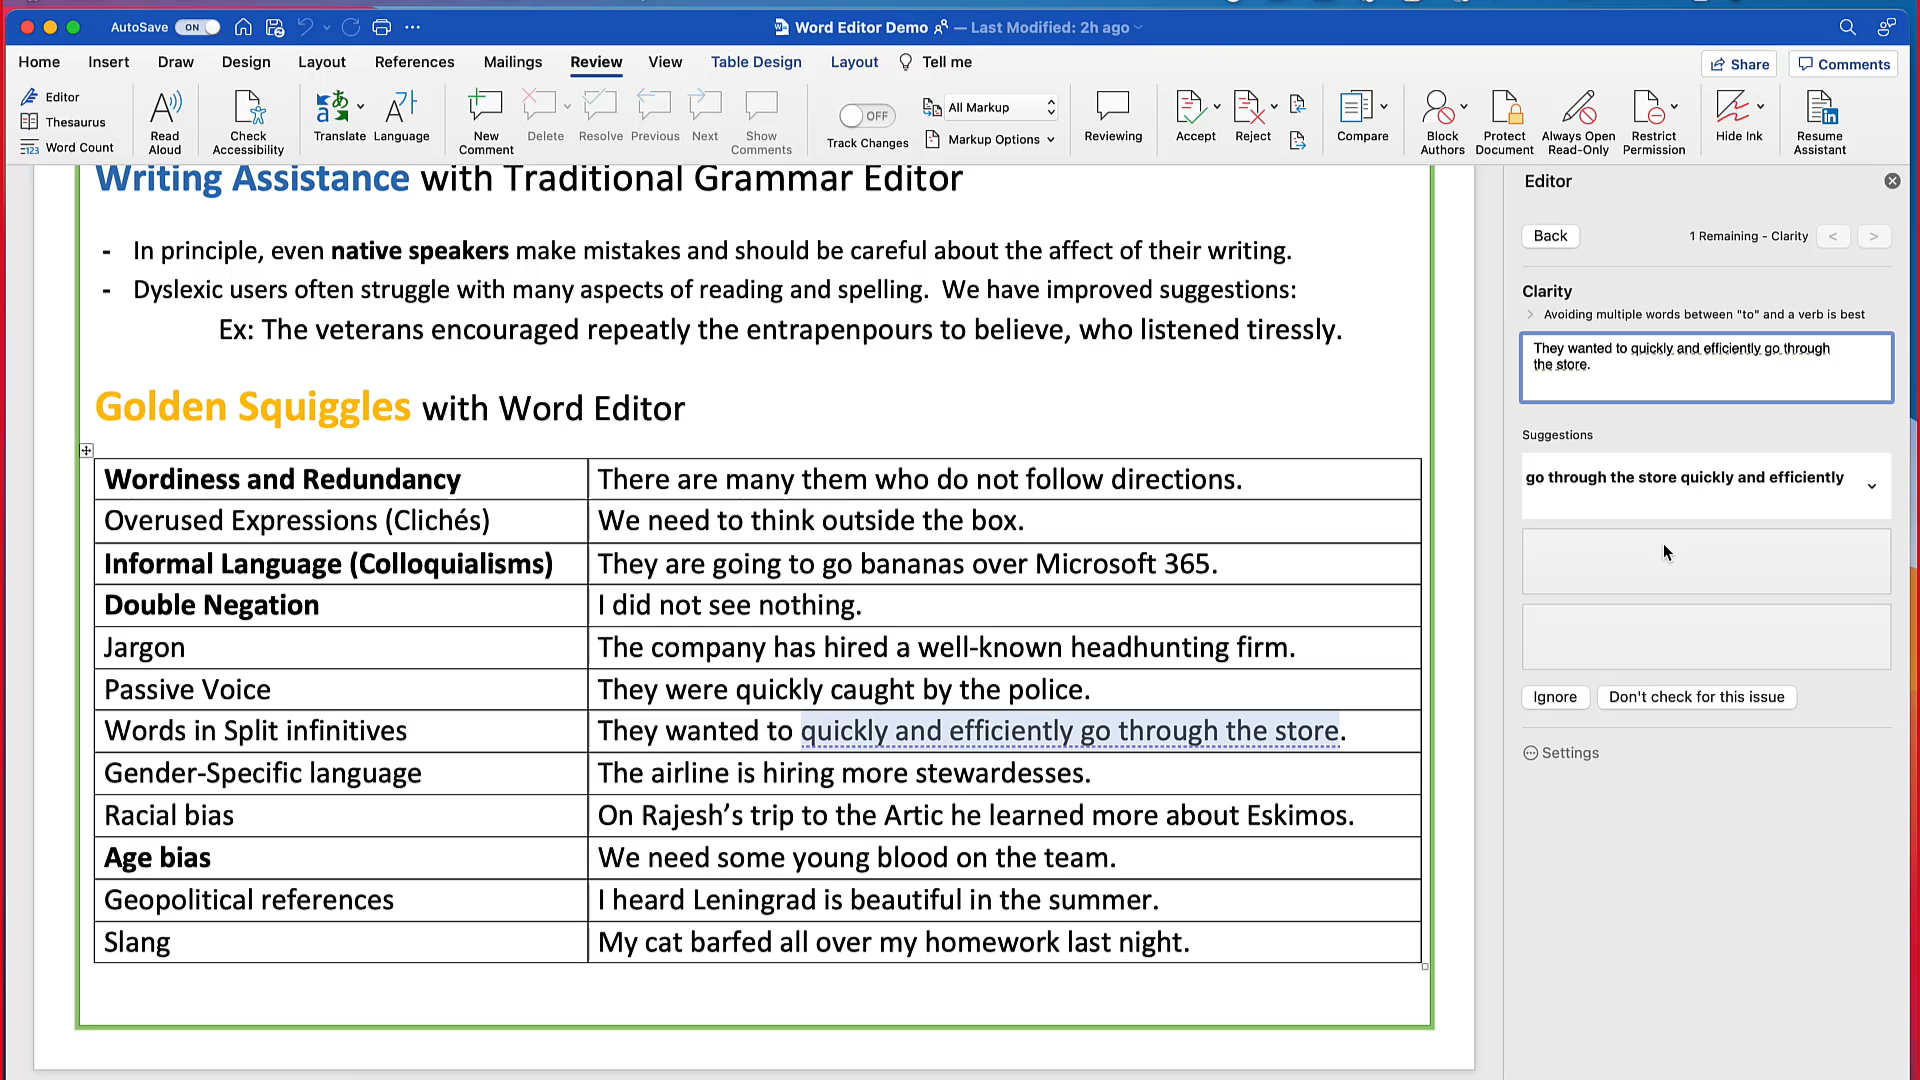 AutoSave ON Word Editor Demo — Last Modified: 2h ago
Home Insert Draw Design Layout References Mailings Review View Table Design Layout Tell me Share Comments
Editor
Thesaurus
Word Count
Read Aloud
Check Accessibility
Translate
Language
New Comment
Delete
Resolve
Previous
Next
Show Comments
OFF
Track Changes
All Markup
Markup Options
Reviewing
Accept
Reject
Compare
Block Authors
Protect Document
Always Open Read-Only
Restrict Permission
Hide Ink
Resume Assistant
Writing Assistance with Traditional Grammar Editor
- In principle, even native speakers make mistakes and should be careful about the affect of their writing.
- Dyslexic users often struggle with many aspects of reading and spelling. We have improved suggestions:
Ex: The veterans encouraged repeatly the entrapenpours to believe, who listened tiressly.
Golden Squiggles with Word Editor
Wordiness and Redundancy There are many them who do not follow directions.
Overused Expressions (Clichés) We need to think outside the box.
Informal Language (Colloquialisms) They are going to go bananas over Microsoft 365.
Double Negation I did not see nothing.
Jargon The company has hired a well-known headhunting firm.
Passive Voice They were quickly caught by the police.
Words in Split infinitives They wanted to quickly and efficiently go through the store.
Gender-Specific language The airline is hiring more stewardesses.
Racial bias On Rajesh’s trip to the Artic he learned more about Eskimos.
Age bias We need some young blood on the team.
Geopolitical references I heard Leningrad is beautiful in the summer.
Slang My cat barfed all over my homework last night.
Editor
Back 1 Remaining - Clarity < >
Clarity
Avoiding multiple words between "to" and a verb is best
They wanted to quickly and efficiently go through
the store.
Suggestions
go through the store quickly and efficiently
Ignore Don't check for this issue
Settings